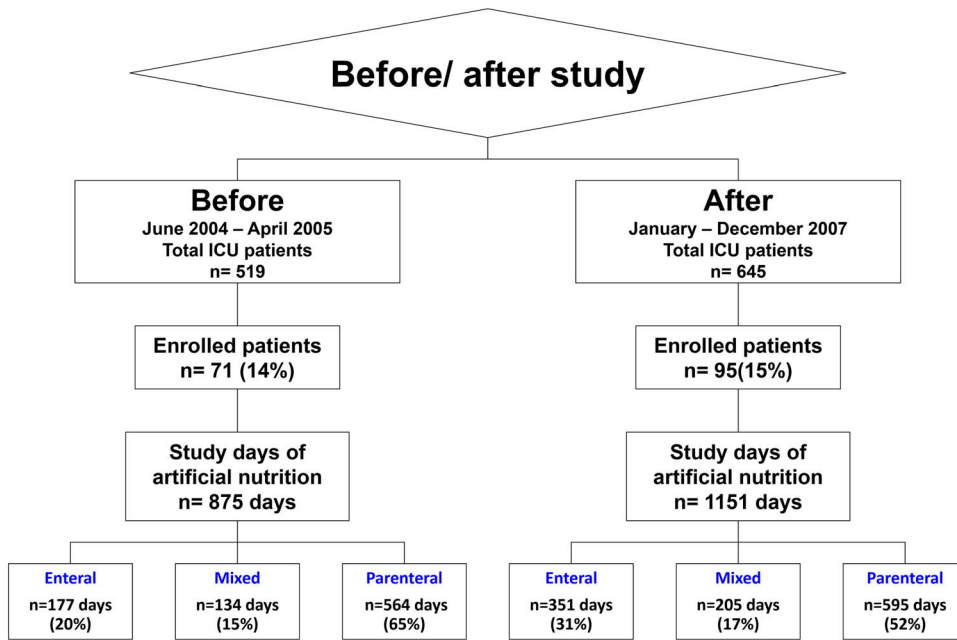 Before/ after study
Before
June 2004 – April 2005
Total ICU patients
n= 519
After
January – December 2007
Total ICU patients
n= 645
Enrolled patients
n= 71 (14%)
Enrolled patients
n= 95(15%)
Study days of
artificial nutrition
n= 875 days
Study days of
artificial nutrition
n= 1151 days
Enteral
n=177 days
(20%)
Mixed
n=134 days
(15%)
Parenteral
n=564 days
(65%)
Enteral
n=351 days
(31%)
Mixed
n=205 days
(17%)
Parenteral
n=595 days
(52%)